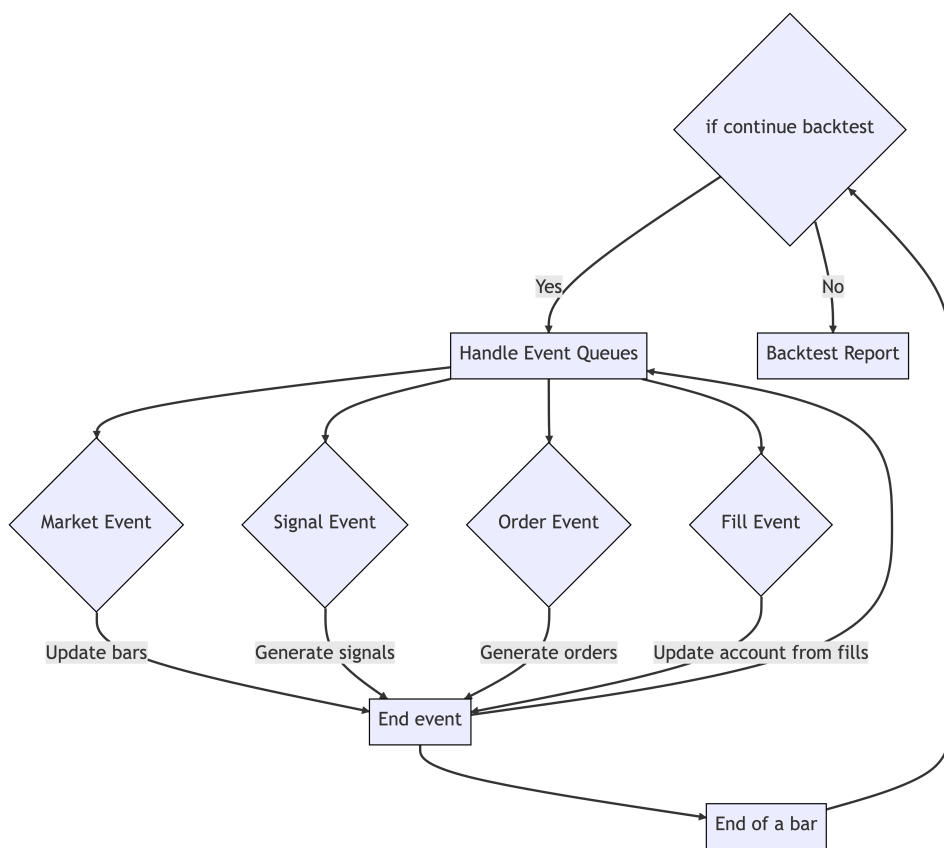 if continue backtest
Yes
No
Handle Event Queues
Backtest Report
Market Event
Signal Event
Order Event
Fill Event
Update bars
Generate signals
Generate orders
Update account from fills
End event
End of a bar